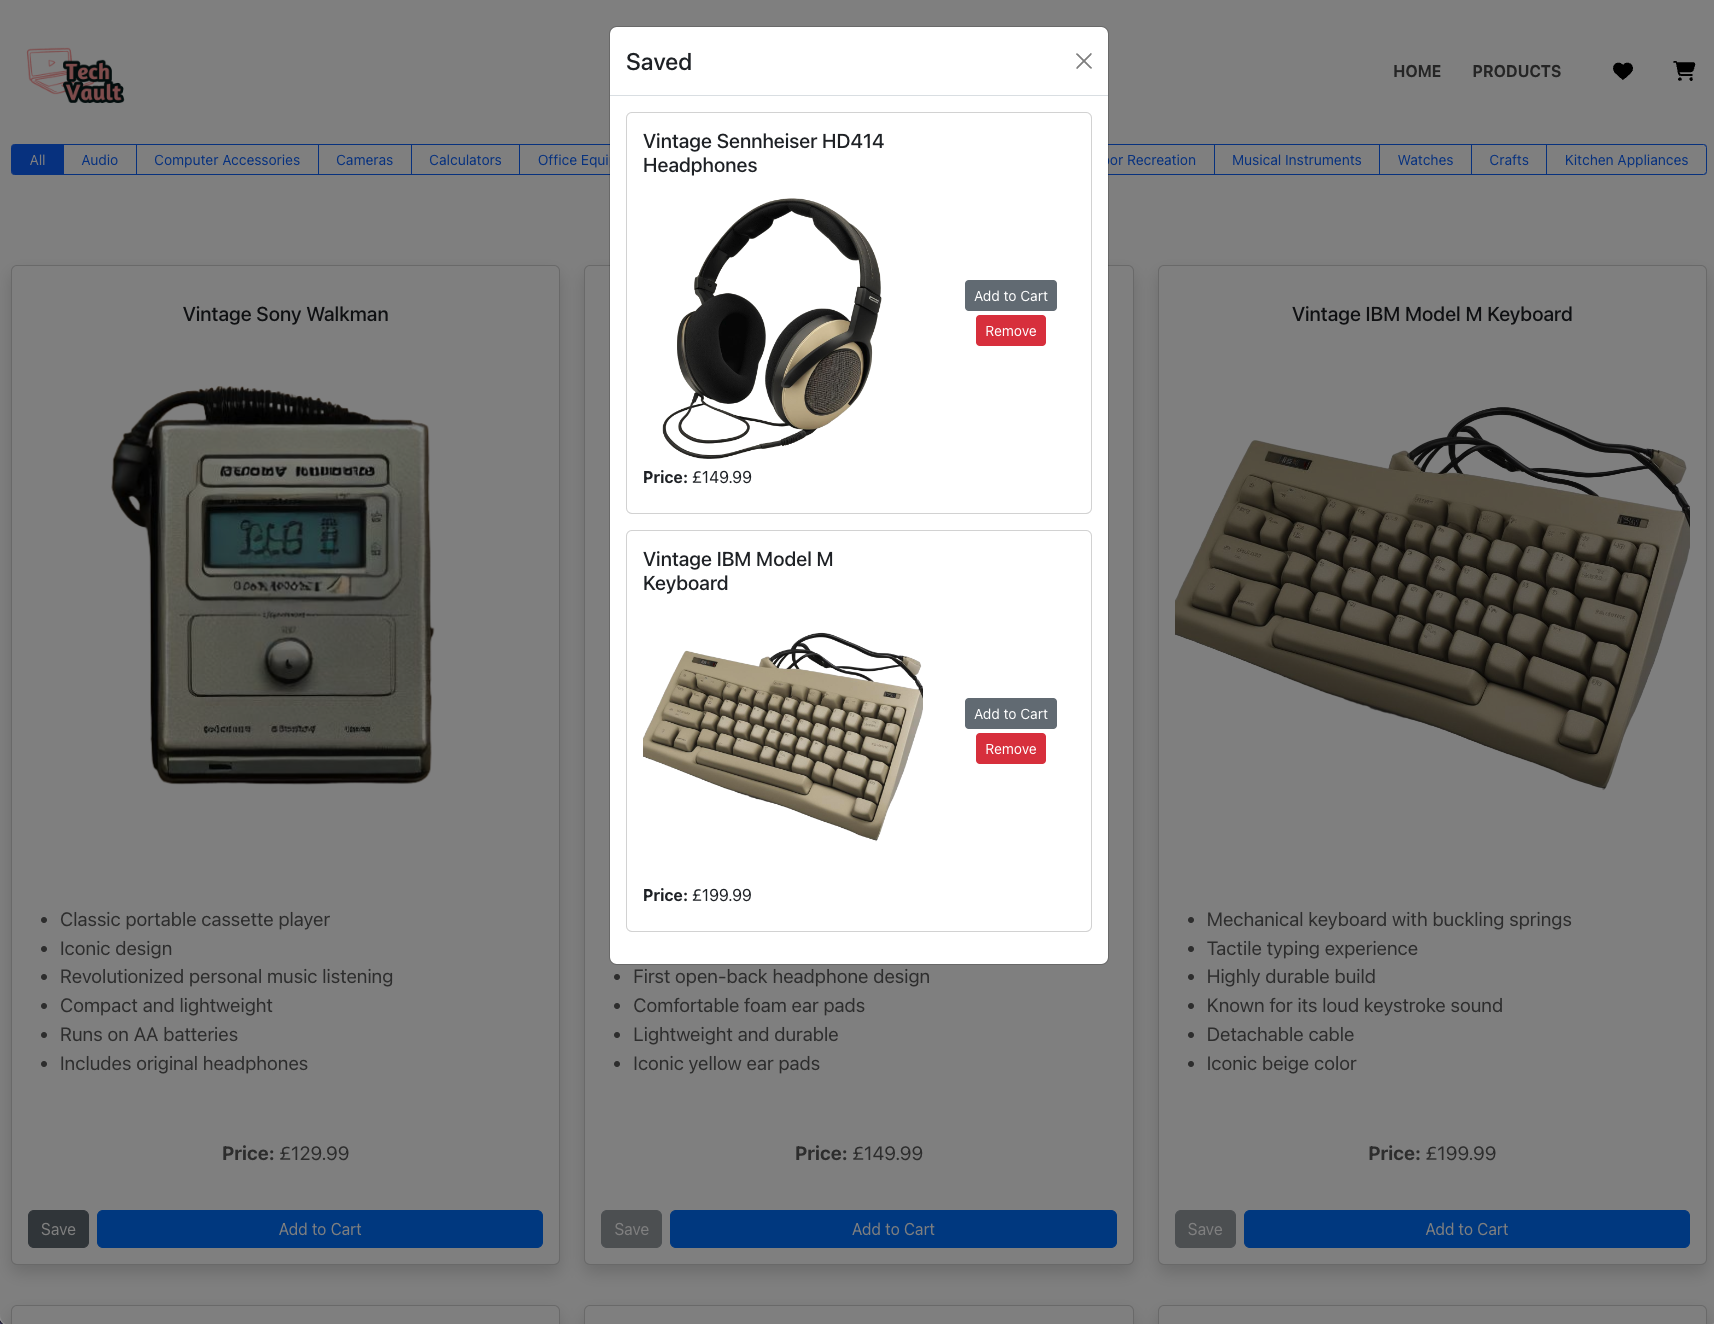 Saved
Tech
Vault
HOME PRODUCTS
All Audio Computer Accessories Cameras Calculators Office Equi
or Recreation Musical Instruments Watches Crafts Kitchen Appliances
Vintage Sennheiser HD414
Headphones
Add to Cart
Remove
Price: £149.99
Vintage IBM Model M
Keyboard
Add to Cart
Remove
Price: £199.99
Vintage Sony Walkman
Classic portable cassette player
Iconic design
Revolutionized personal music listening
Compact and lightweight
Runs on AA batteries
Includes original headphones
Price: £129.99
Save Add to Cart
First open-back headphone design
Comfortable foam ear pads
Lightweight and durable
Iconic yellow ear pads
Price: £149.99
Save Add to Cart
Vintage IBM Model M Keyboard
Mechanical keyboard with buckling springs
Tactile typing experience
Highly durable build
Known for its loud keystroke sound
Detachable cable
Iconic beige color
Price: £199.99
Save Add to Cart